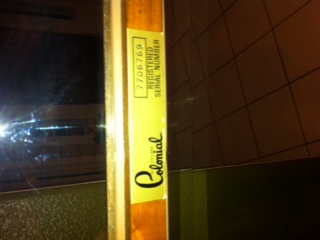 Colonial
7706769
REGISTERED
SERIAL NUMBER